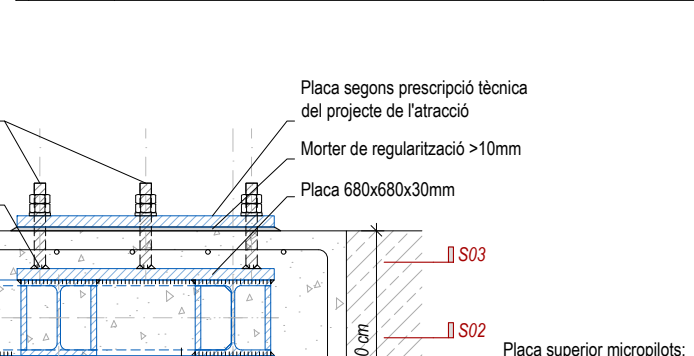 Placa segons prescripció tècnica
del projecte de l'atracció
Morter de regularització >10mm
Placa 680x680x30mm
S03
S02
0 cm
Placa superior micropilots: